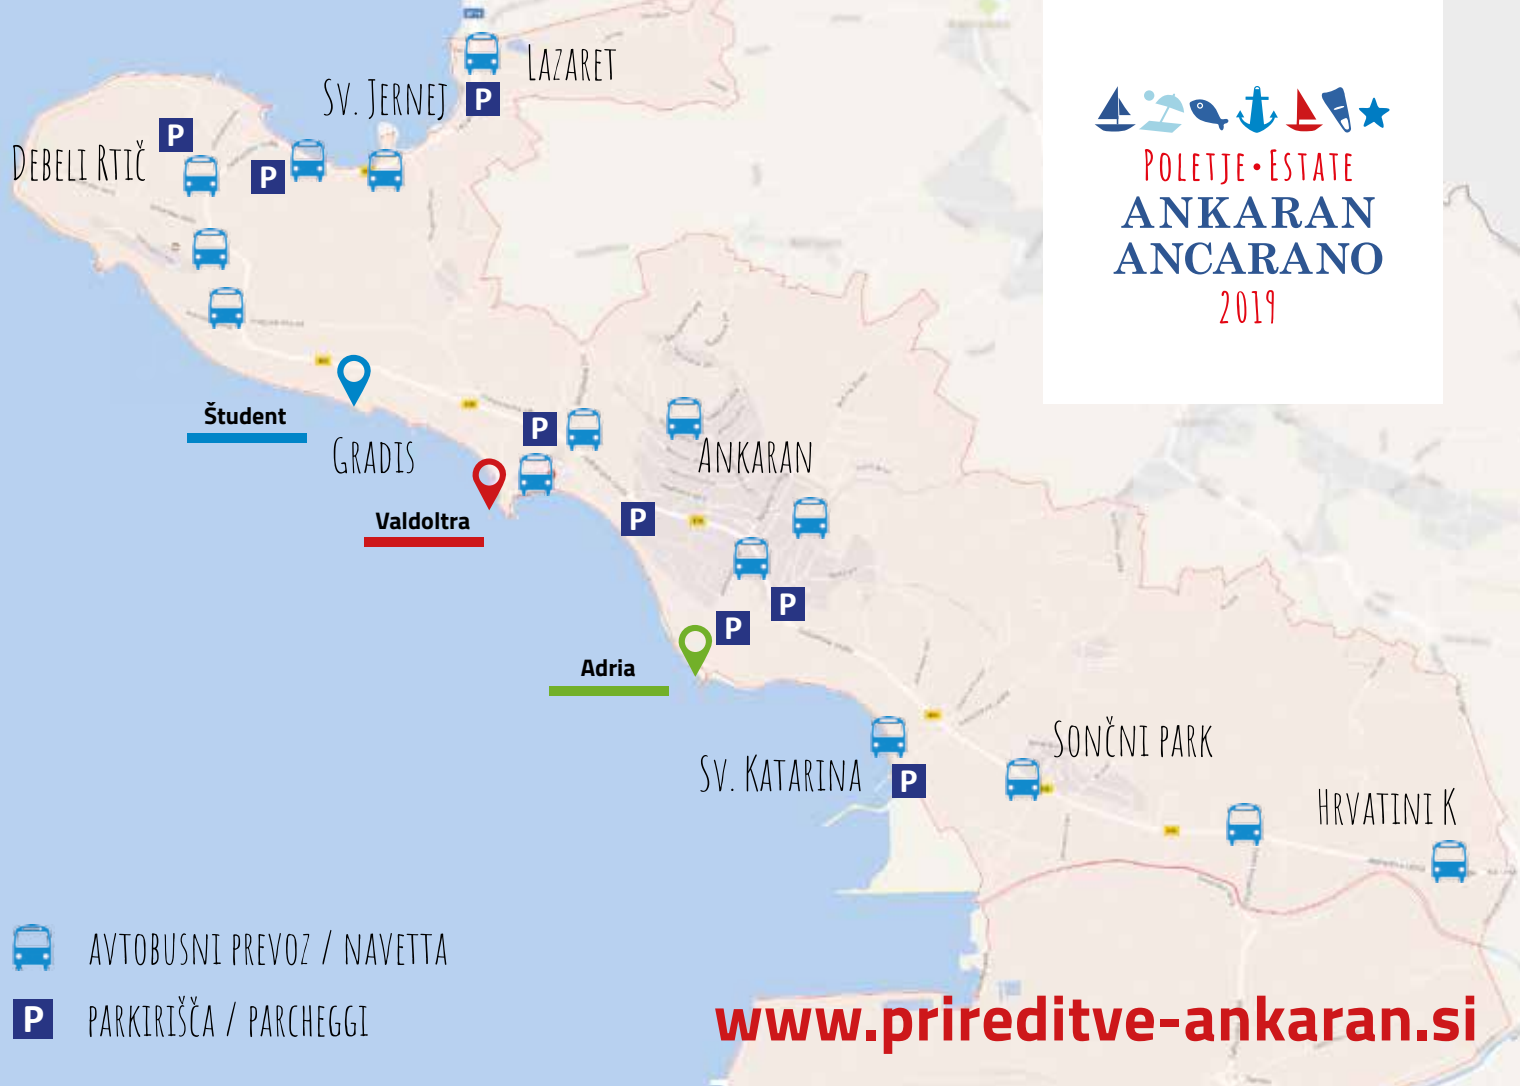 LAZARET
SV. JERNEJ
P
P
DEBELI RTIČ
P
POLETJE • ESTATE
ANKARAN
ANCARANO
2019
Študent
GRADIS
P
ANKARAN
Valdoltra
P
P
P
Adria
SV. KATARINA
P
SONČNI PARK
HRVATINI K
AVTOBUSNI PREVOZ / NAVETTA
P PARKIRIŠČA / PARCHEGGI
www.prireditve-ankaran.si